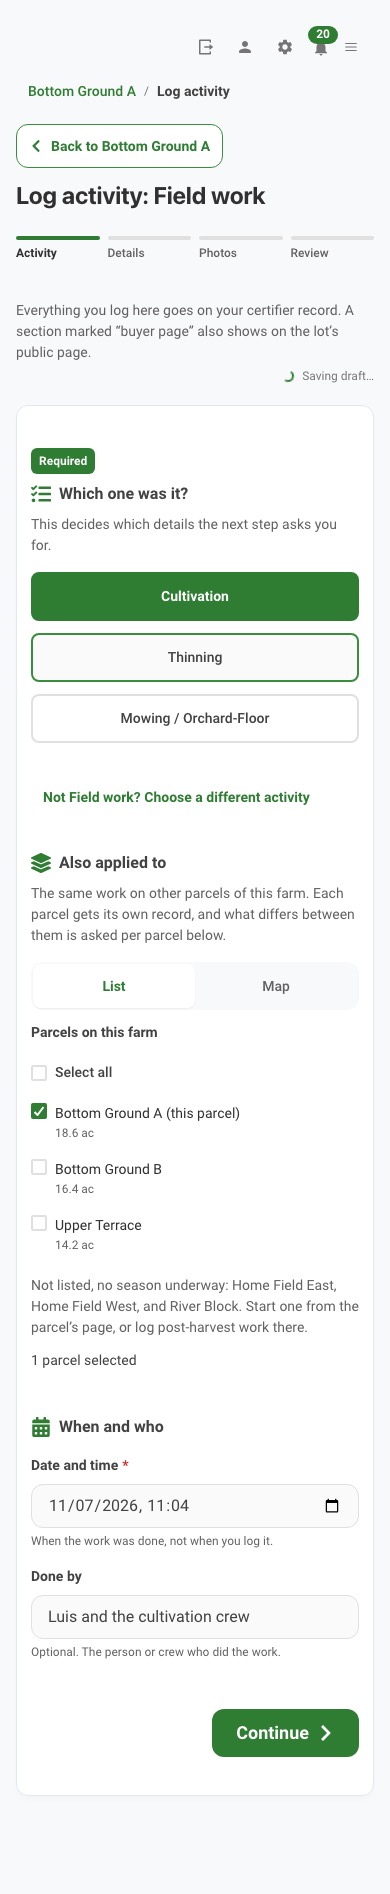 20
Bottom Ground A / Log activity
Back to Bottom Ground A
Log activity: Field work
Activity
Details
Photos
Review
Everything you log here goes on your certifier record. A
section marked “buyer page” also shows on the lot’s
public page.
Saving draft…
Required
Which one was it?
This decides which details the next step asks you
for.
Cultivation
Thinning
Mowing / Orchard-Floor
Not Field work? Choose a different activity
Also applied to
The same work on other parcels of this farm. Each
parcel gets its own record, and what differs between
them is asked per parcel below.
List
Map
Parcels on this farm
Select all
Bottom Ground A (this parcel)
18.6 ac
Bottom Ground B
16.4 ac
Upper Terrace
14.2 ac
Not listed, no season underway: Home Field East,
Home Field West, and River Block. Start one from the
parcel’s page, or log post-harvest work there.
1 parcel selected
When and who
Date and time *
11/07/2026, 11:04
When the work was done, not when you log it.
Done by
Luis and the cultivation crew
Optional. The person or crew who did the work.
Continue